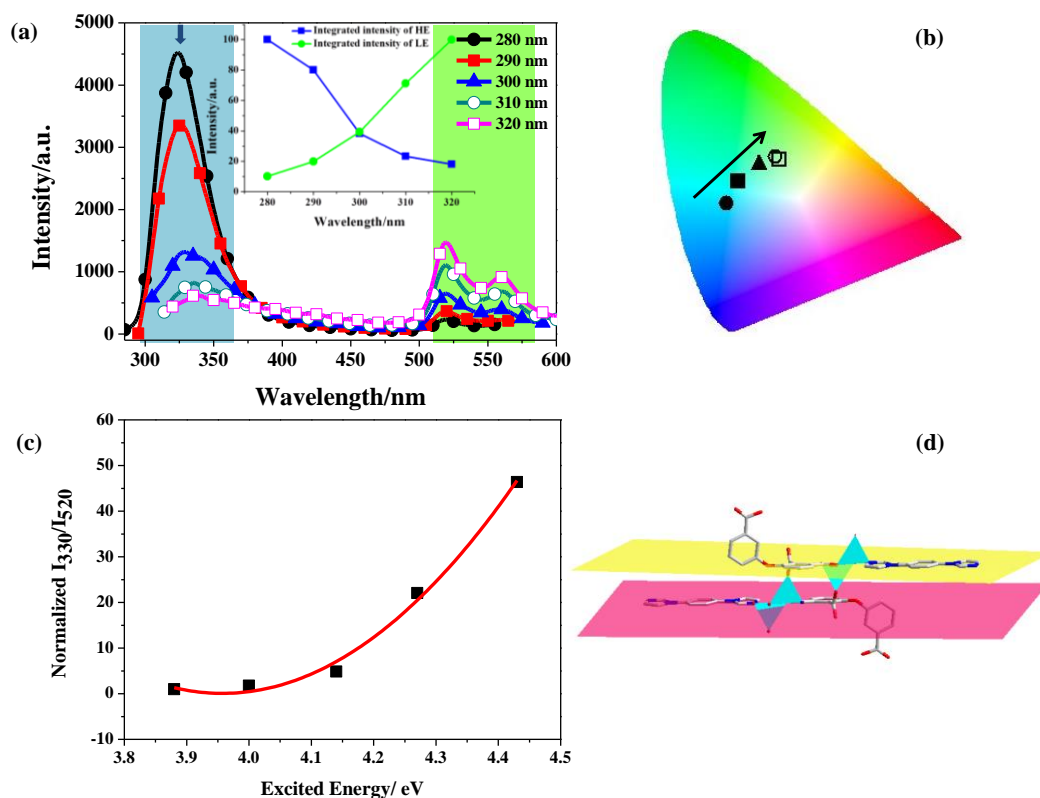 (a)
5000
4000
3000
2000
1000
0
Intensity/a.u.
300
350
400
450
500
550
600
Wavelength/nm
Integrated intensity of HE
Integrated intensity of LE
100
80
60
40
20
0
Intensity/a.u.
280
290
300
310
320
Wavelength/nm
280 nm
290 nm
300 nm
310 nm
320 nm
(b)
(c)
60
50
40
30
20
10
0
-10
Normalized I330/I520
3.8
3.9
4.0
4.1
4.2
4.3
4.4
4.5
Excited Energy/ eV
(d)